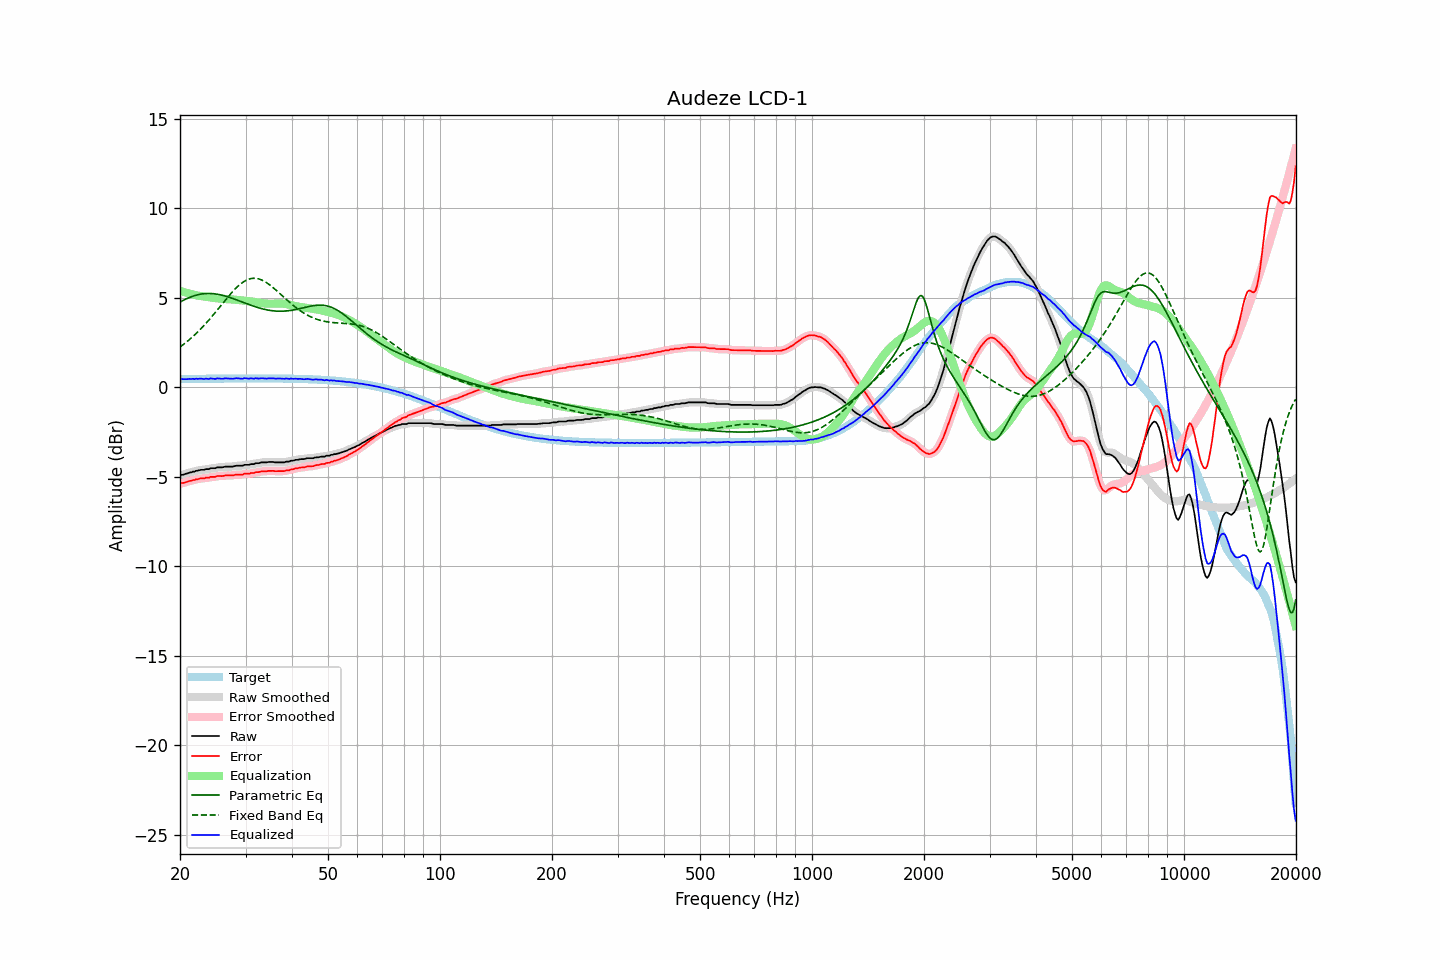 Audeze LCD-1
Amplitude (dBr)
15
10
5
0
−5
−10
−15
−20
−25
Target
Raw Smoothed
Error Smoothed
Raw
Error
Equalization
Parametric Eq
Fixed Band Eq
Equalized
20
50
100
200
500
1000
2000
5000
10000
20000
Frequency (Hz)